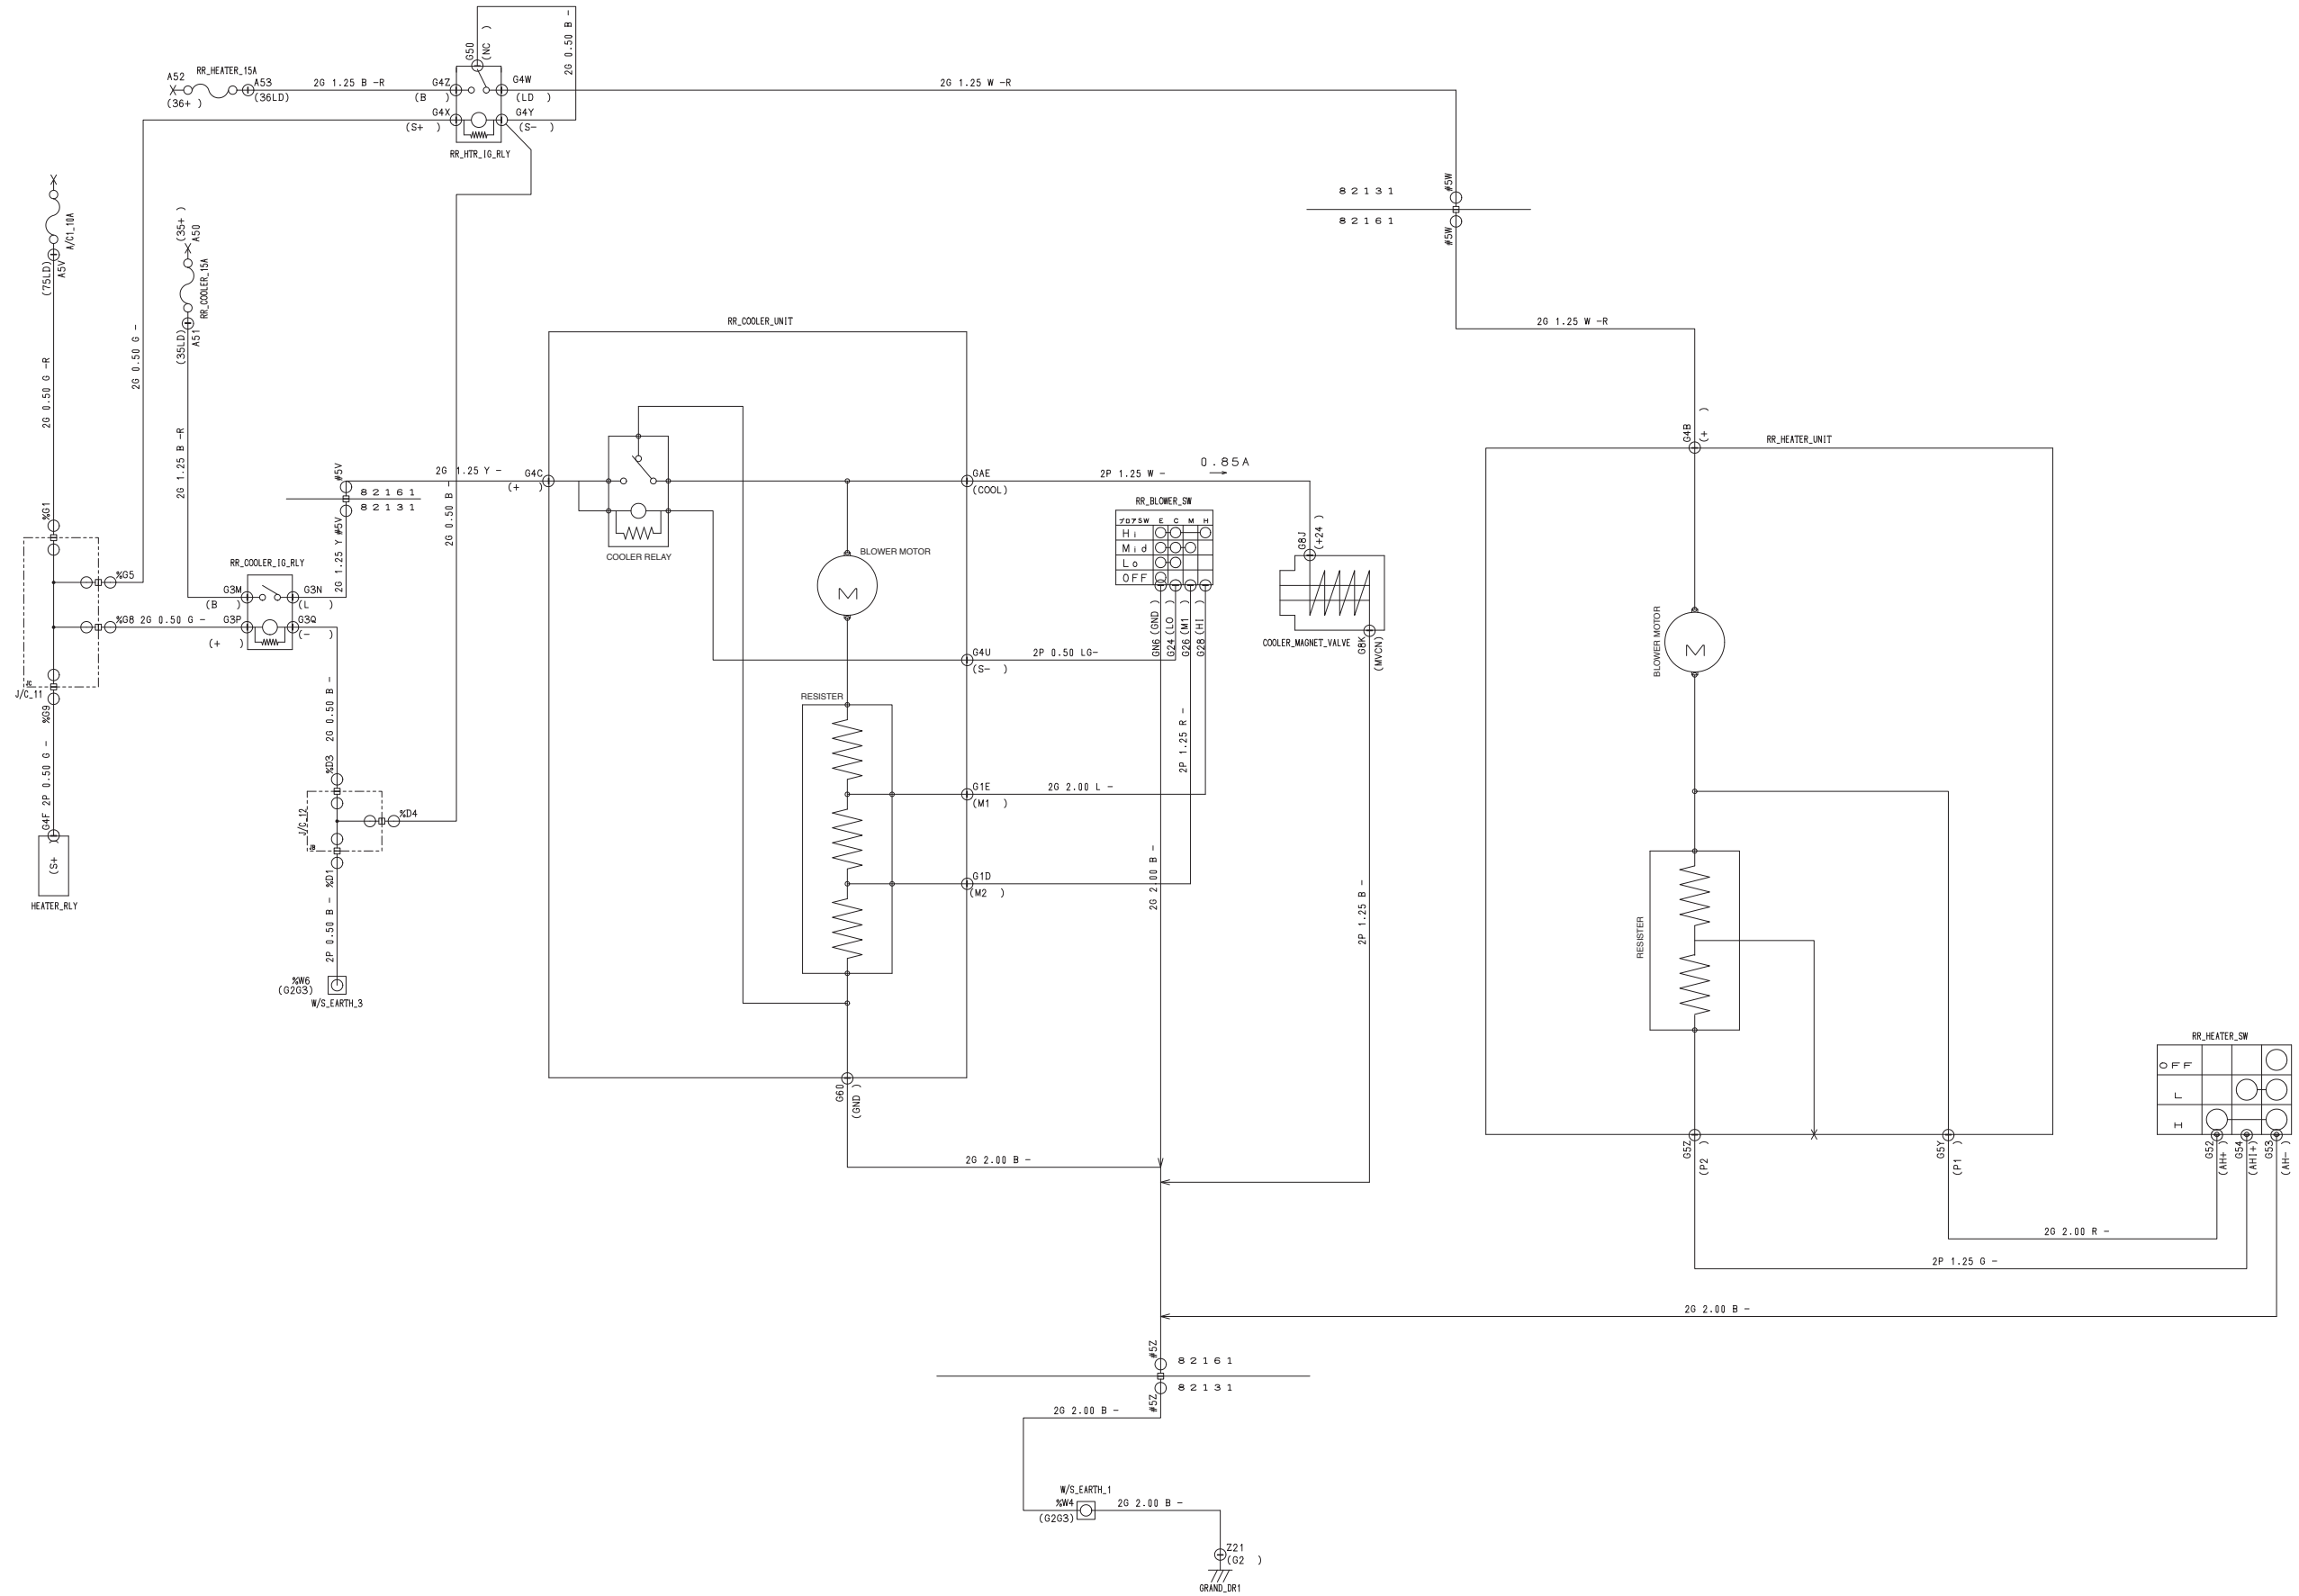 G50
(NC )
2G 0.50 B -
A52
RR_HEATER_15A
A53
(36+ )
(36LD)
2G 1.25 B -R
G4Z
(B )
G4W
(LD )
2G 1.25 W -R
G4X
(S+ )
G4Y
(S- )
RR_HTR_IG_RLY
A/C1_10A
(75LD)
A5V
(35+ )
A50
RR_COOLER_15A
(35LD)
A51
2G 0.50 G -
2G 0.50 G -R
2G 1.25 B -R
82131
82161
#5W
#5W
2G 1.25 W -R
RR_COOLER_UNIT
2G 1.25 Y -
2G 0.50 B -
G4C
(+ )
#5V
82161
82131
2G 1.25 Y #5V
COOLER RELAY
BLOWER MOTOR
M
RESISTER
GAE
(COOL)
2P 1.25 W -
0.85A
RR_BLOWER_SW
ブロアSW E C M H
Hi
Mid
Lo
OFF
GN6 (GND )
G24 (LO )
G26 (M1 )
G28 (HI )
G8J
(+24 )
COOLER_MAGNET_VALVE
G8K
(MVCN)
G4U
(S- )
2P 0.50 LG-
G1E
(M1 )
2G 2.00 L -
2P 1.25 R -
G1D
(M2 )
2G 2.00 B -
2P 1.25 B -
G60
(GND )
2G 2.00 B -
%G1
%G5
%G8 2G 0.50 G -
J/C_11
%G9
G4F 2P 0.50 G -
(S+ )
HEATER_RLY
RR_COOLER_IG_RLY
G3M
(B )
G3N
(L )
G3P
(+ )
G3Q
(- )
2G 0.50 B -
%D3
%D4
J/C_12
%D1
2P 0.50 B -
%W6
(G2G3)
W/S_EARTH_3
G4B
(+ )
RR_HEATER_UNIT
BLOWER MOTOR
M
RESISTER
G5Z
(P2 )
G5Y
(P1 )
RR_HEATER_SW
OFF
L
H
G52
(AH+ )
G54
(AHI+)
G53
(AH- )
2G 2.00 R -
2P 1.25 G -
2G 2.00 B -
#5Z
82161
82131
#5Z
2G 2.00 B -
W/S_EARTH_1
%W4
(G2G3)
2G 2.00 B -
Z21
(G2 )
GRAND_DR1